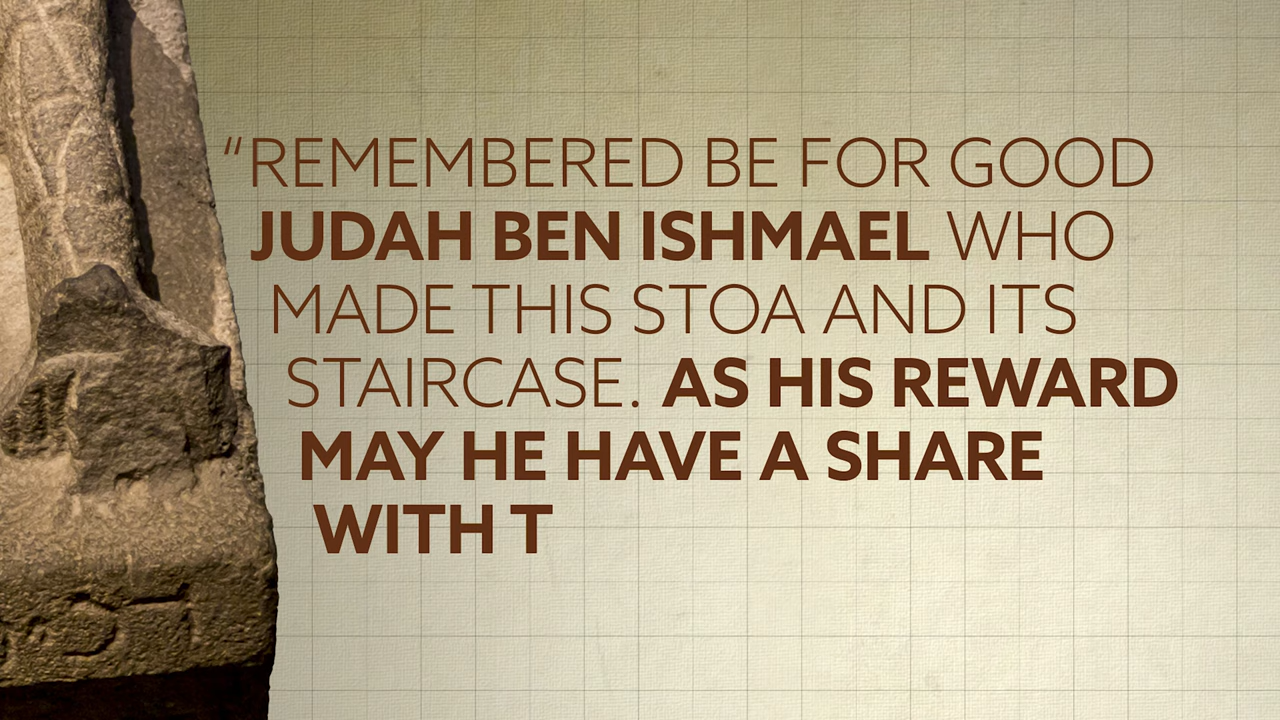 “REMEMBERED BE FOR GOOD
JUDAH BEN ISHMAEL WHO
MADE THIS STOA AND ITS
STAIRCASE. AS HIS REWARD
MAY HE HAVE A SHARE
WITH T